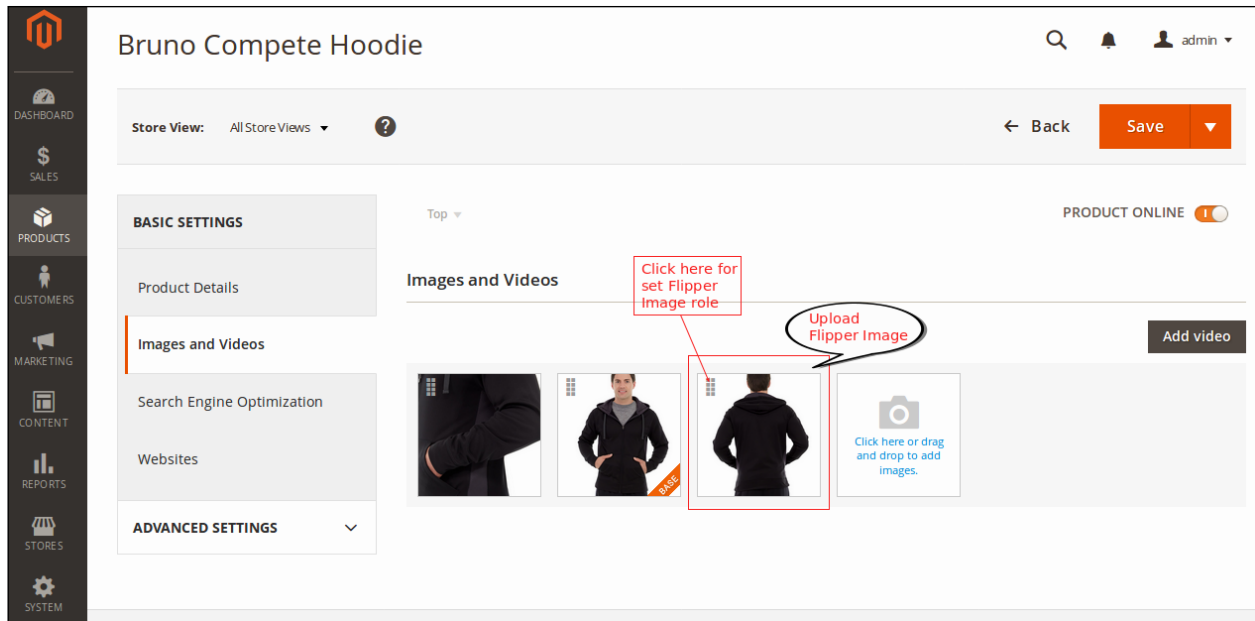 Bruno Compete Hoodie
admin
DASHBOARD
SALES
PRODUCTS
CUSTOMERS
MARKETING
CONTENT
REPORTS
STORES
SYSTEM
Store View: All Store Views
?
← Back
Save
BASIC SETTINGS
Product Details
Images and Videos
Search Engine Optimization
Websites
ADVANCED SETTINGS
Top
PRODUCT ONLINE
Images and Videos
Click here for
set Flipper
Image role
Upload
Flipper Image
Add video
BASE
Click here or drag
and drop to add
images.